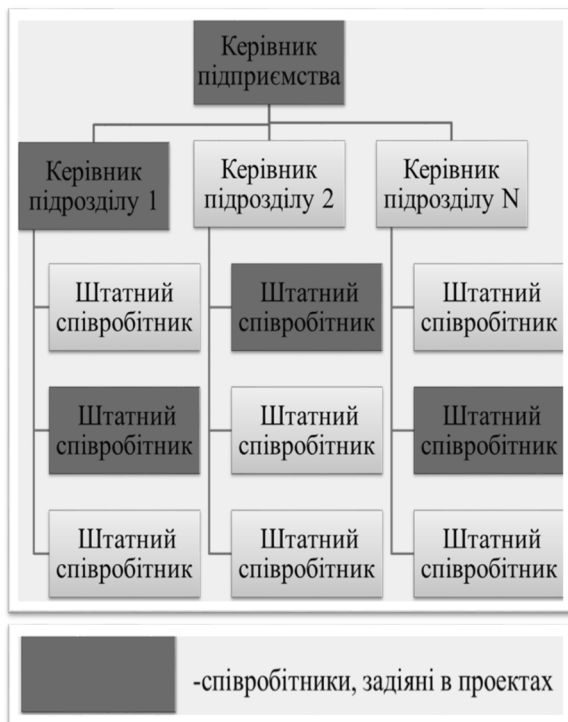 Керівник
підприємства
Керівник
підрозділу 1
Керівник
підрозділу 2
Керівник
підрозділу N
Штатний
співробітник
Штатний
співробітник
Штатний
співробітник
Штатний
співробітник
Штатний
співробітник
Штатний
співробітник
Штатний
співробітник
Штатний
співробітник
Штатний
співробітник
-співробітники, задіяні в проектах